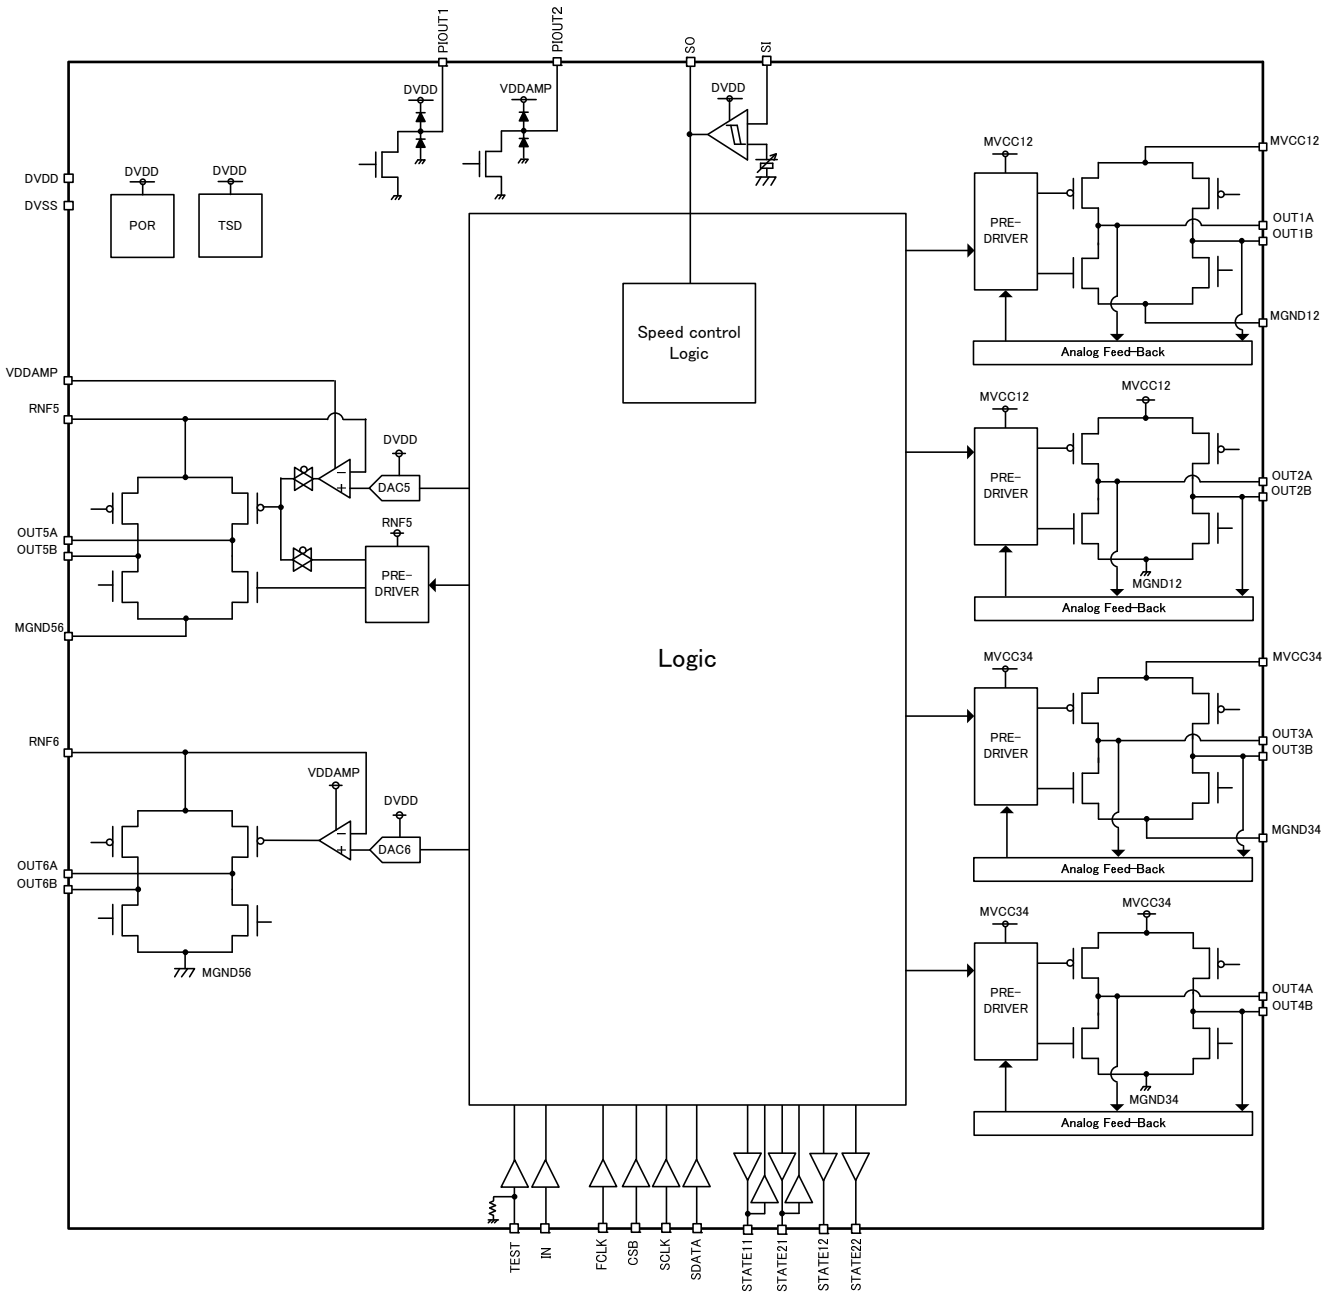 PIOUT1
PIOUT2
SO
SI
DVDD
VDDAMP
DVDD
DVDD
DVSS
DVDD
POR
DVDD
TSD
MVCC12
PRE-
DRIVER
MVCC12
OUT1A
OUT1B
MGND12
Analog Feed-Back
Speed control
Logic
VDDAMP
RNF5
DVDD
DAC5
RNF5
PRE-
DRIVER
OUT5A
OUT5B
MGND56
MVCC12
MVCC12
PRE-
DRIVER
OUT2A
OUT2B
MGND12
Analog Feed-Back
Logic
MVCC34
PRE-
DRIVER
MVCC34
OUT3A
OUT3B
MGND34
Analog Feed-Back
RNF6
VDDAMP
DVDD
DAC6
OUT6A
OUT6B
MGND56
MVCC34
MVCC34
PRE-
DRIVER
OUT4A
OUT4B
MGND34
Analog Feed-Back
TEST
IN
FCLK
CSB
SCLK
SDATA
STATE11
STATE21
STATE12
STATE22